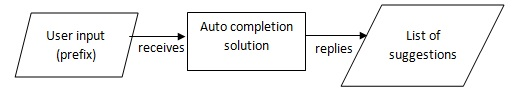 User input
(prefix)
receives
Auto completion
solution
replies
List of
suggestions